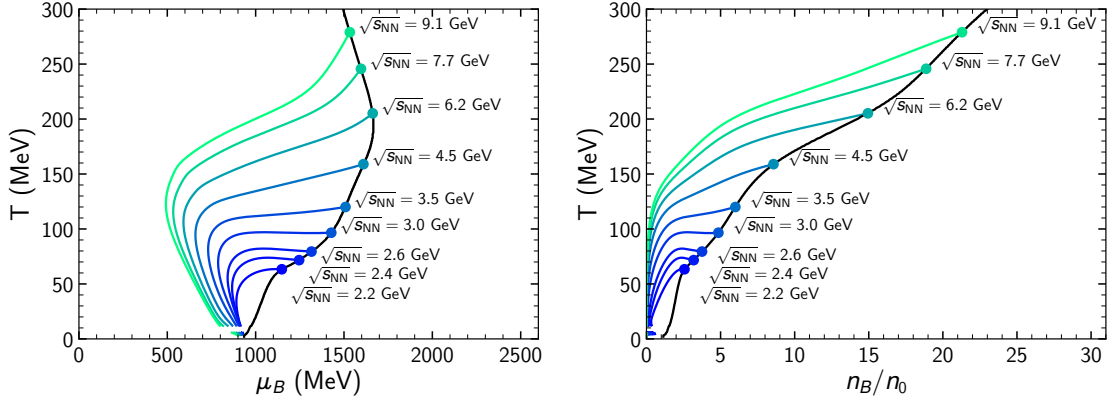 300
250
200
150
100
50
0
T (MeV)
0
500
1000
1500
2000
2500
μ_B (MeV)
√s_NN = 9.1 GeV
√s_NN = 7.7 GeV
√s_NN = 6.2 GeV
√s_NN = 4.5 GeV
√s_NN = 3.5 GeV
√s_NN = 3.0 GeV
√s_NN = 2.6 GeV
√s_NN = 2.4 GeV
√s_NN = 2.2 GeV
300
250
200
150
100
50
0
T (MeV)
0
5
10
15
20
25
30
n_B/n_0
√s_NN = 9.1 GeV
√s_NN = 7.7 GeV
√s_NN = 6.2 GeV
√s_NN = 4.5 GeV
√s_NN = 3.5 GeV
√s_NN = 3.0 GeV
√s_NN = 2.6 GeV
√s_NN = 2.4 GeV
√s_NN = 2.2 GeV